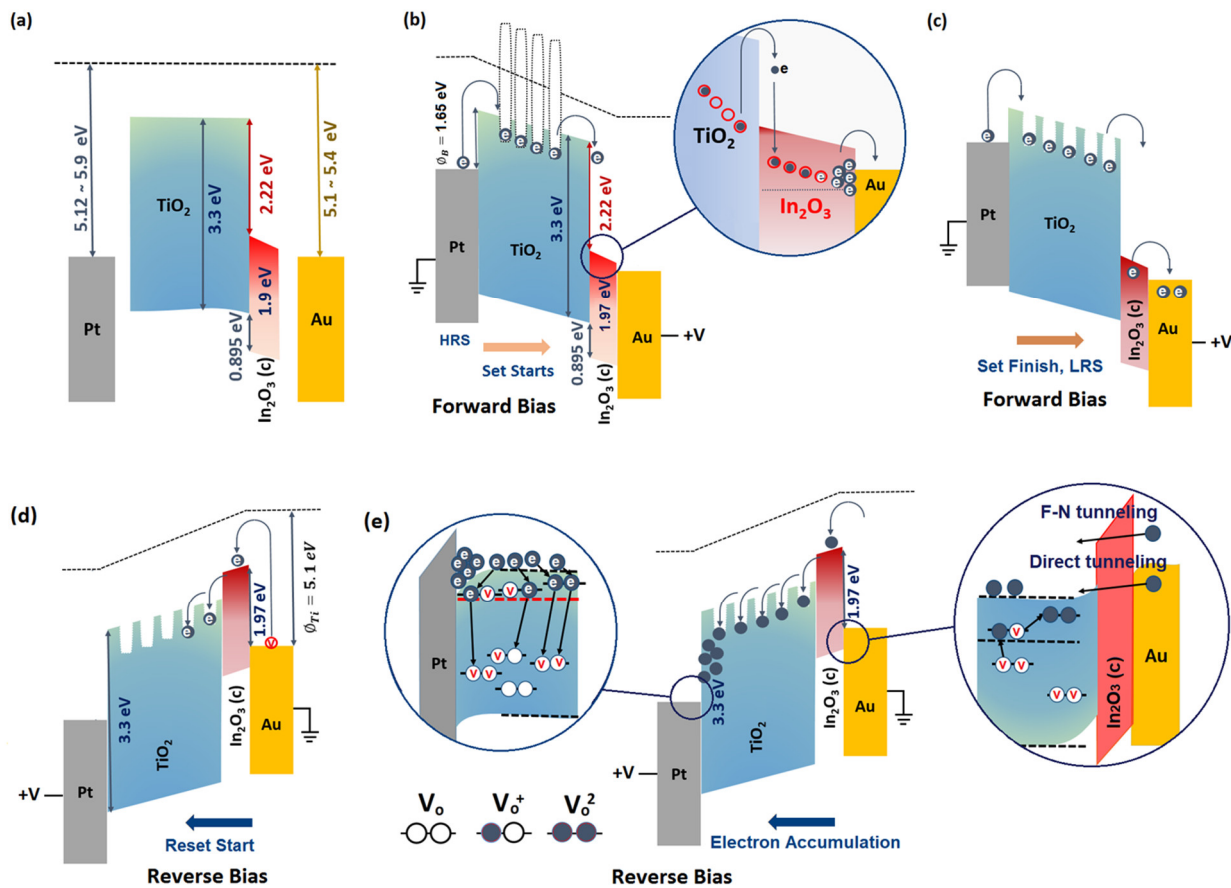 (a)
5.12 ~ 5.9 eV
TiO₂
3.3 eV
2.22 eV
1.9 eV
0.895 eV
5.1 ~ 5.4 eV
Pt
In₂O₃ (c)
Au
(b)
∅_B = 1.65 eV
e
e
e
e
e
e
e
Pt
TiO₂
3.3 eV
2.22 eV
1.97 eV
0.895 eV
In₂O₃ (c)
Au
+V
HRS
Set Starts
Forward Bias
e
TiO₂
In₂O₃
e
e
e
e
e
e
Au
(c)
e
e
e
e
e
e
Pt
TiO₂
e
e e
In₂O₃ (c)
Au
+V
Set Finish, LRS
Forward Bias
(d)
∅_Ti = 5.1 eV
e
e
e
V
1.97 eV
3.3 eV
TiO₂
In₂O₃ (c)
Au
+V
Pt
Reset Start
Reverse Bias
(e)
e
e
e
e
e
e
e
e
e
V
V
e
e
e
V V
V
V V
Pt
1.97 eV
3.3 eV
TiO₂
In₂O₃ (c)
Au
+V
Pt
Vₒ
Vₒ⁺
Vₒ²
Electron Accumulation
Reverse Bias
F-N tunneling
Direct tunneling
V
V V
V V
In₂O₃ (c)
Au